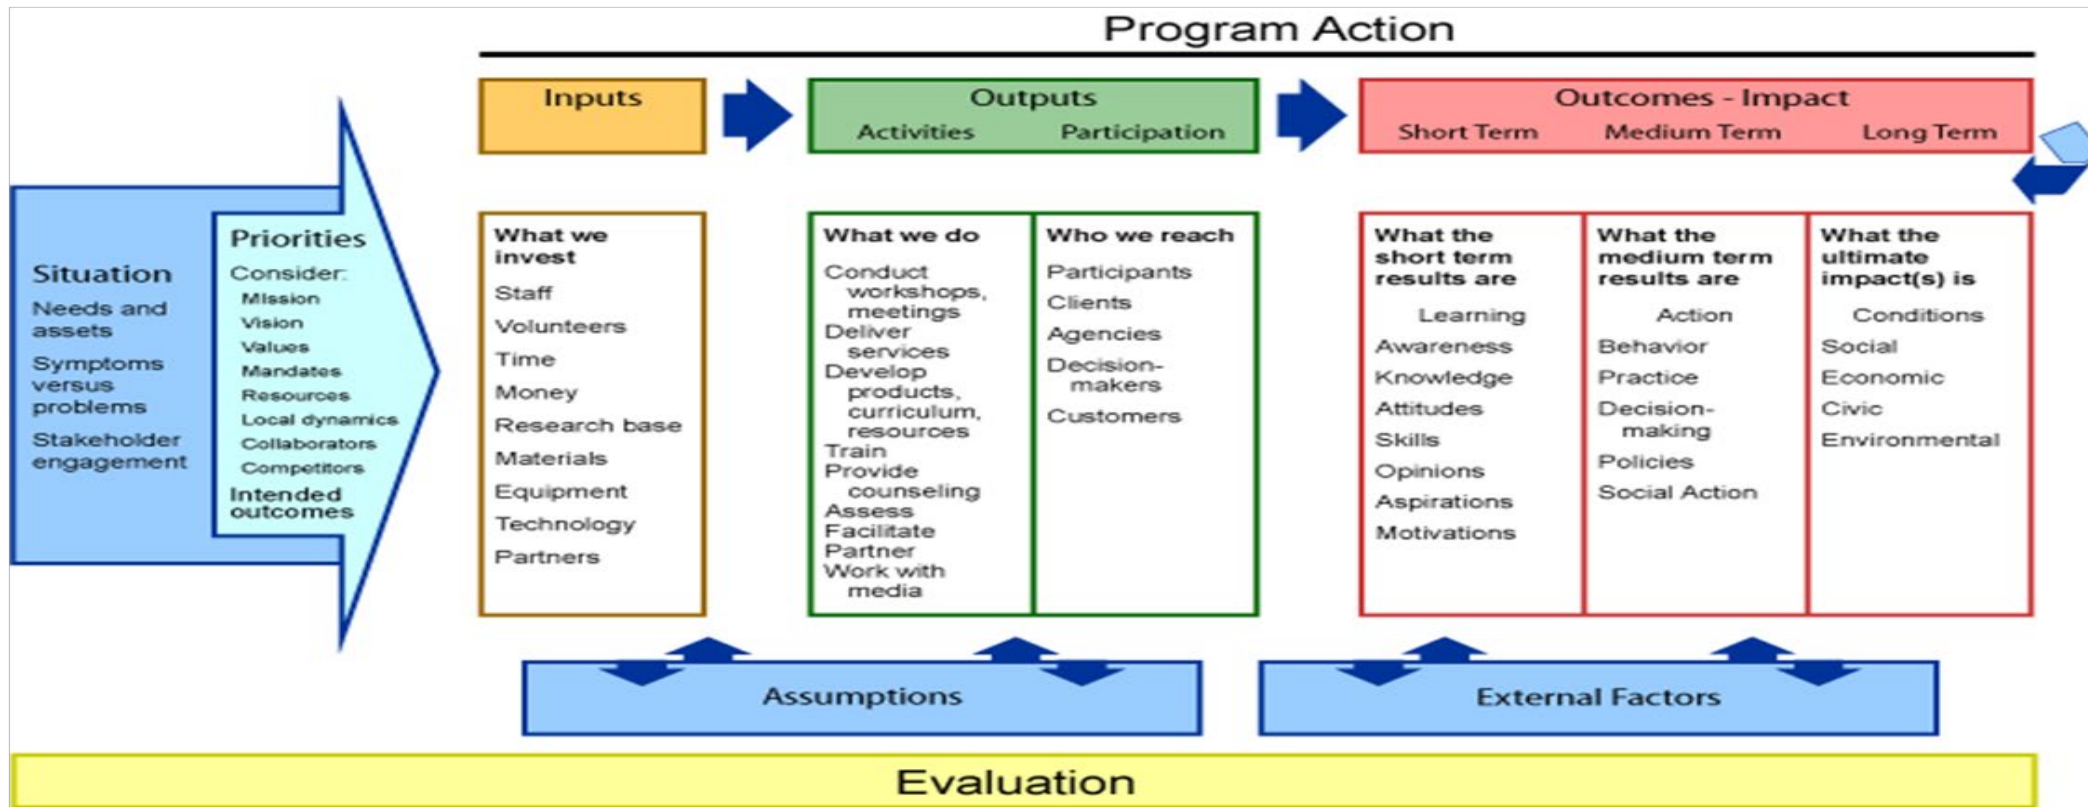 Program Action
Inputs
Outputs
Activities
Participation
Outcomes - Impact
Short Term
Medium Term
Long Term
Situation
Needs and
assets
Symptoms
versus
problems
Stakeholder
engagement
Priorities
Consider:
Mission
Vision
Values
Mandates
Resources
Local dynamics
Collaborators
Competitors
Intended
outcomes
What we
invest
Staff
Volunteers
Time
Money
Research base
Materials
Equipment
Technology
Partners
What we do
Conduct
workshops,
meetings
Deliver
services
Develop
products,
curriculum,
resources
Train
Provide
counseling
Assess
Facilitate
Partner
Work with
media
Who we reach
Participants
Clients
Agencies
Decision-
makers
Customers
What the
short term
results are
Learning
Awareness
Knowledge
Attitudes
Skills
Opinions
Aspirations
Motivations
What the
medium term
results are
Action
Behavior
Practice
Decision-
making
Policies
Social Action
What the
ultimate
impact(s) is
Conditions
Social
Economic
Civic
Environmental
Assumptions
External Factors
Evaluation